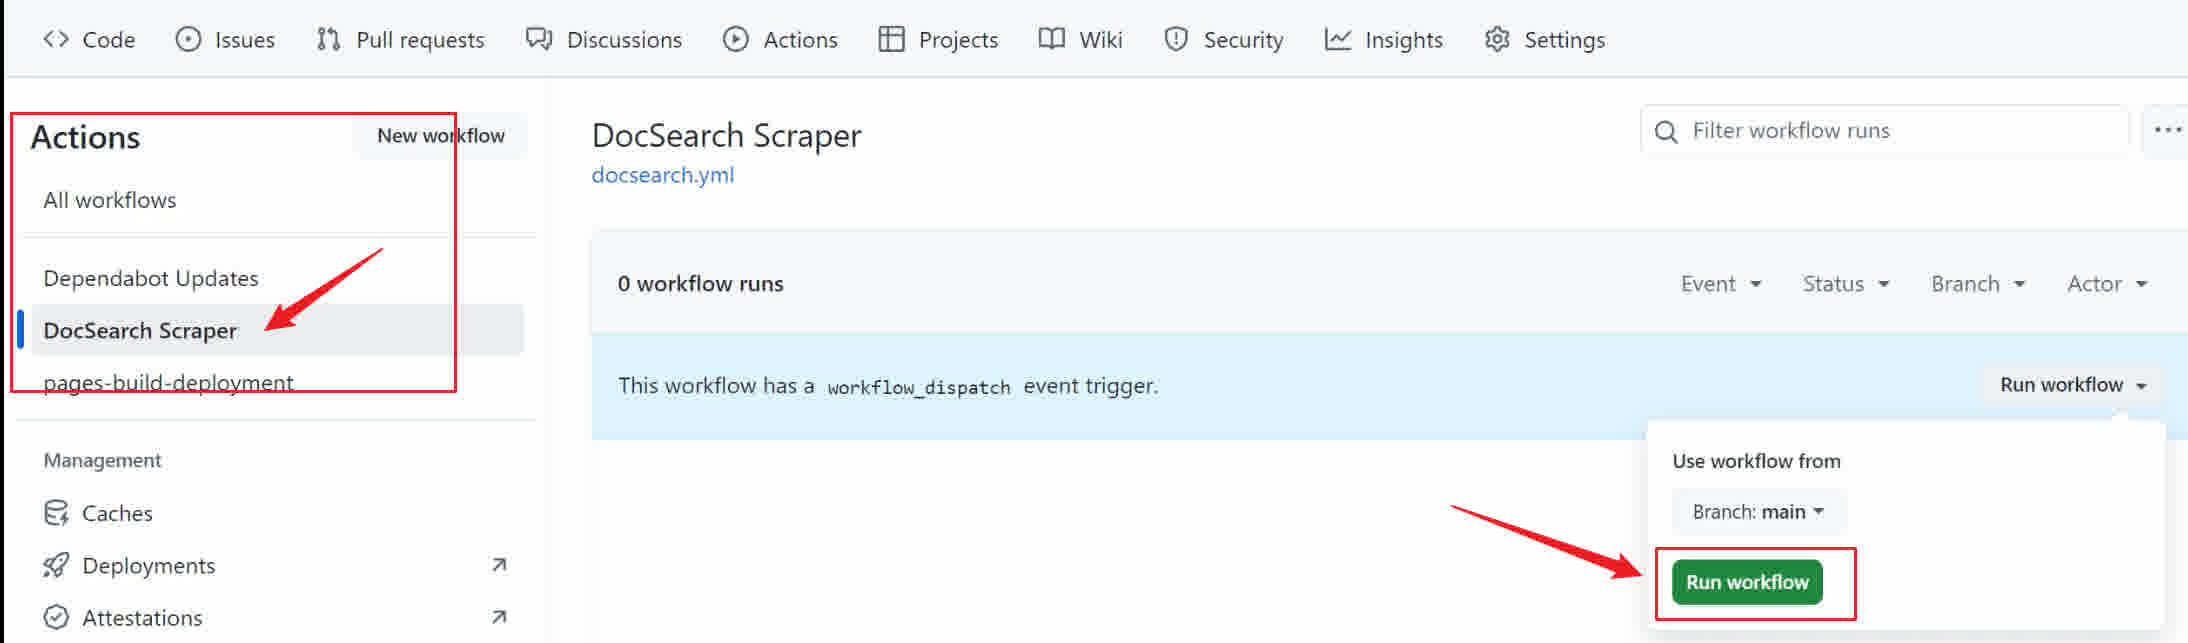 Code Issues Pull requests Discussions Actions Projects Wiki Security Insights Settings
Actions
New workflow
All workflows
Dependabot Updates
DocSearch Scraper
pages-build-deployment
Management
Caches
Deployments
Attestations
DocSearch Scraper
docsearch.yml
Filter workflow runs
0 workflow runs
Event Status Branch Actor
This workflow has a workflow_dispatch event trigger.
Run workflow
Use workflow from
Branch: main
Run workflow